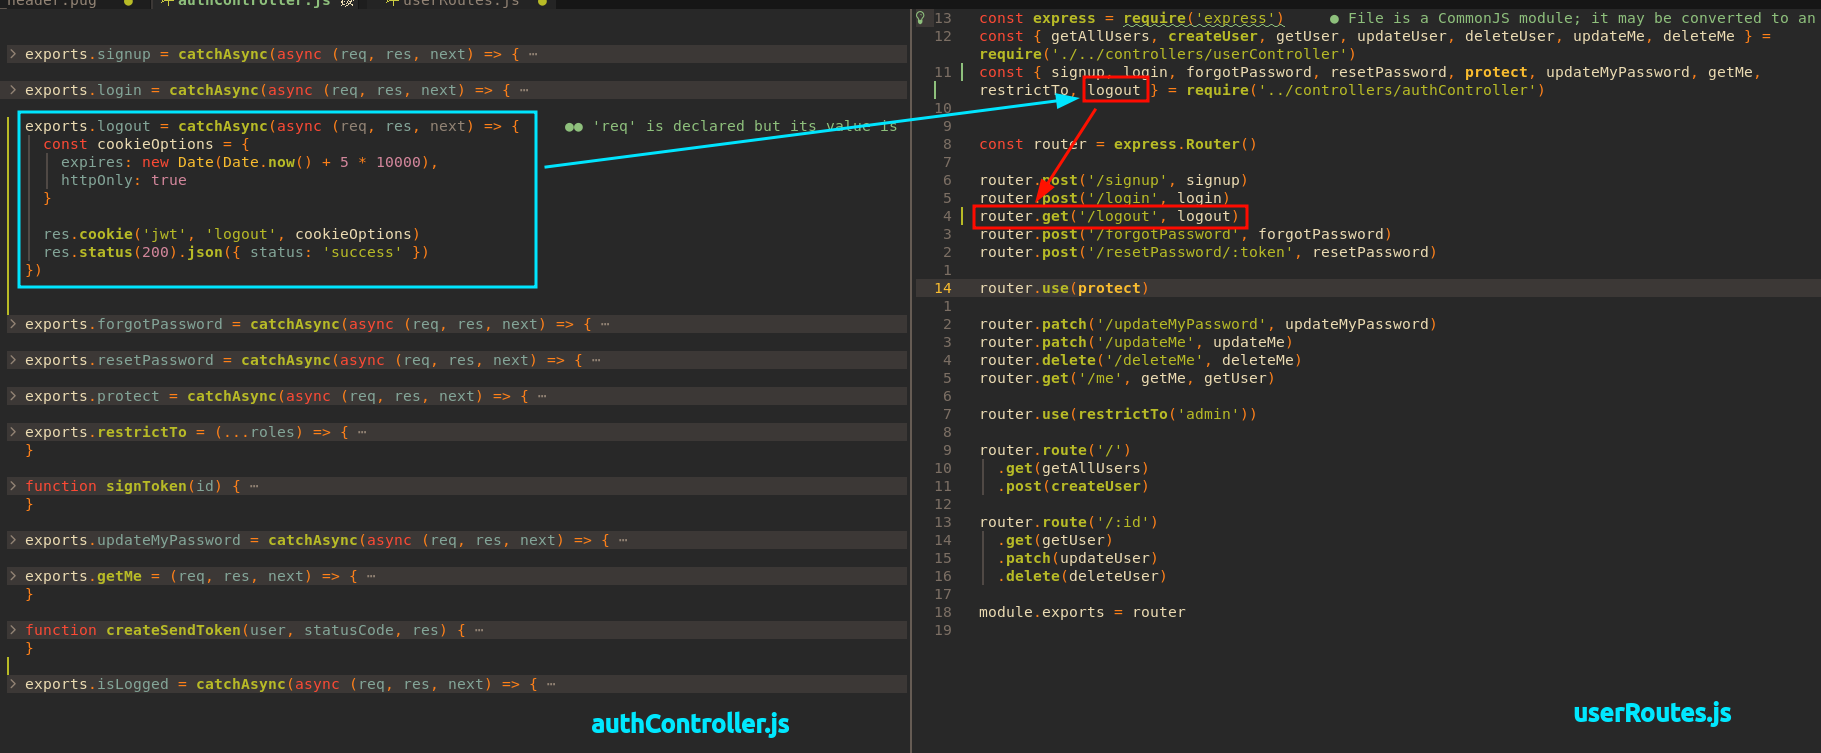 _header.pug
authController.js
userRoutes.js
exports.signup = catchAsync(async (req, res, next) => { ⋯
exports.login = catchAsync(async (req, res, next) => { ⋯
exports.logout = catchAsync(async (req, res, next) => { ●● 'req' is declared but its value is
const cookieOptions = {
expires: new Date(Date.now() + 5 * 10000),
httpOnly: true
}
res.cookie('jwt', 'logout', cookieOptions)
res.status(200).json({ status: 'success' })
})
exports.forgotPassword = catchAsync(async (req, res, next) => { ⋯
exports.resetPassword = catchAsync(async (req, res, next) => { ⋯
exports.protect = catchAsync(async (req, res, next) => { ⋯
exports.restrictTo = (...roles) => { ⋯
}
function signToken(id) { ⋯
}
exports.updateMyPassword = catchAsync(async (req, res, next) => { ⋯
exports.getMe = (req, res, next) => { ⋯
}
function createSendToken(user, statusCode, res) { ⋯
}
exports.isLogged = catchAsync(async (req, res, next) => { ⋯
authController.js
13 const express = require('express') ● File is a CommonJS module; it may be converted to an
12 const { getAllUsers, createUser, getUser, updateUser, deleteUser, updateMe, deleteMe } =
require('./../controllers/userController')
11 const { signup, login, forgotPassword, resetPassword, protect, updateMyPassword, getMe,
restrictTo, logout } = require('../controllers/authController')
10
9
8 const router = express.Router()
7
6 router.post('/signup', signup)
5 router.post('/login', login)
4 router.get('/logout', logout)
3 router.post('/forgotPassword', forgotPassword)
2 router.post('/resetPassword/:token', resetPassword)
1
14 router.use(protect)
1
2 router.patch('/updateMyPassword', updateMyPassword)
3 router.patch('/updateMe', updateMe)
4 router.delete('/deleteMe', deleteMe)
5 router.get('/me', getMe, getUser)
6
7 router.use(restrictTo('admin'))
8
9 router.route('/')
10 .get(getAllUsers)
11 .post(createUser)
12
13 router.route('/:id')
14 .get(getUser)
15 .patch(updateUser)
16 .delete(deleteUser)
17
18 module.exports = router
19
userRoutes.js